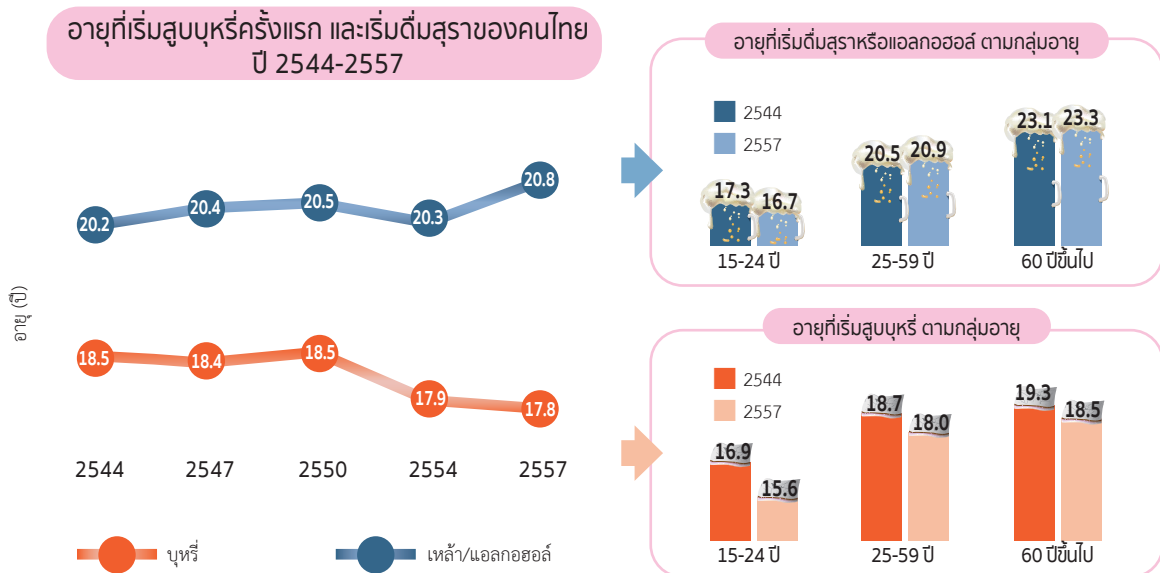 อายุที่เริ่มสูบบุหรี่ครั้งแรก และเริ่มดื่มสุราของคนไทย
ปี 2544-2557
อายุ (ปี)
20.2
20.4
20.5
20.3
20.8
18.5
18.4
18.5
17.9
17.8
2544
2547
2550
2554
2557
บุหรี่
เหล้า/แอลกอฮอล์
อายุที่เริ่มดื่มสุราหรือแอลกอฮอล์ ตามกลุ่มอายุ
2544
2557
17.3
16.7
20.5
20.9
23.1
23.3
15-24 ปี
25-59 ปี
60 ปีขึ้นไป
อายุที่เริ่มสูบบุหรี่ ตามกลุ่มอายุ
2544
2557
16.9
15.6
18.7
18.0
19.3
18.5
15-24 ปี
25-59 ปี
60 ปีขึ้นไป